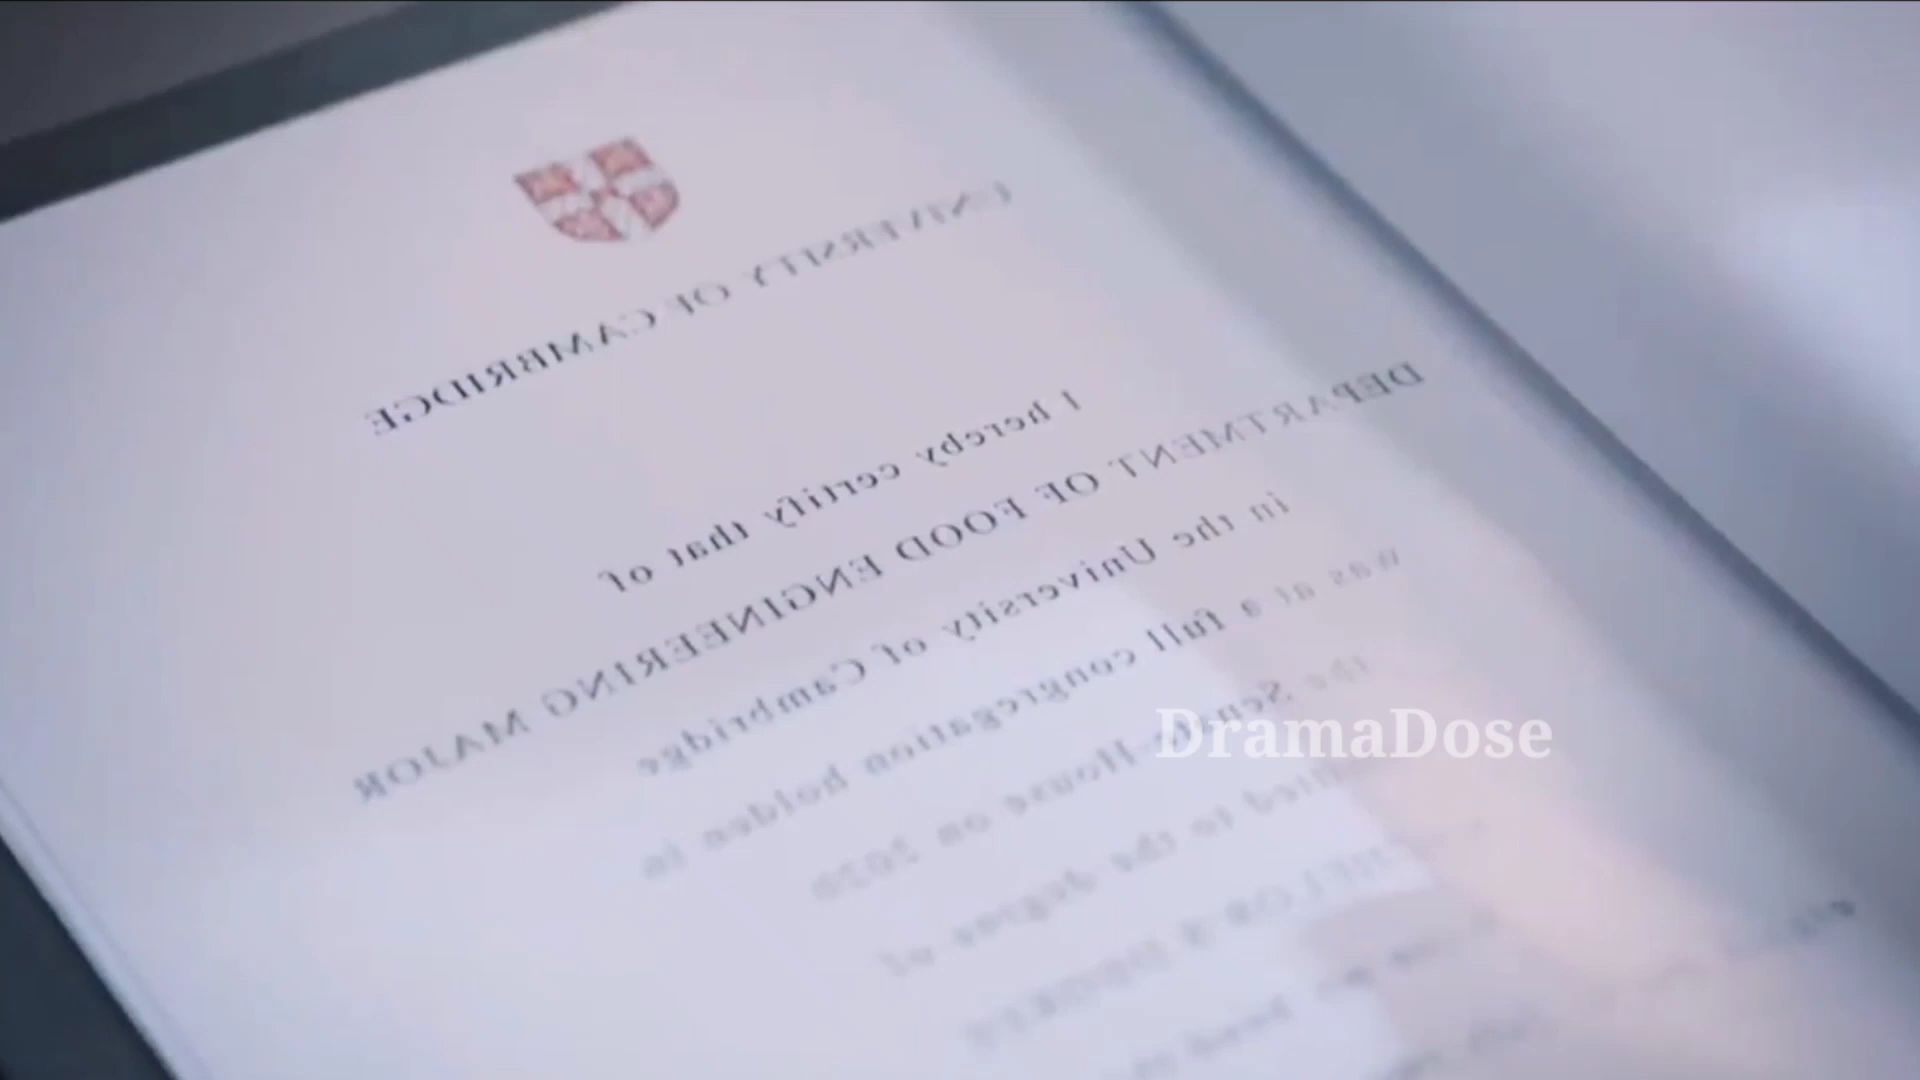 UNIVERSITY OF CAMBRIDGE
I hereby certify that of
DEPARTMENT OF FOOD ENGINEERING MAJOR
in the University of Cambridge
was at a full congregation holden in
the Senate-House on 2020
to the degree of
DramaDose